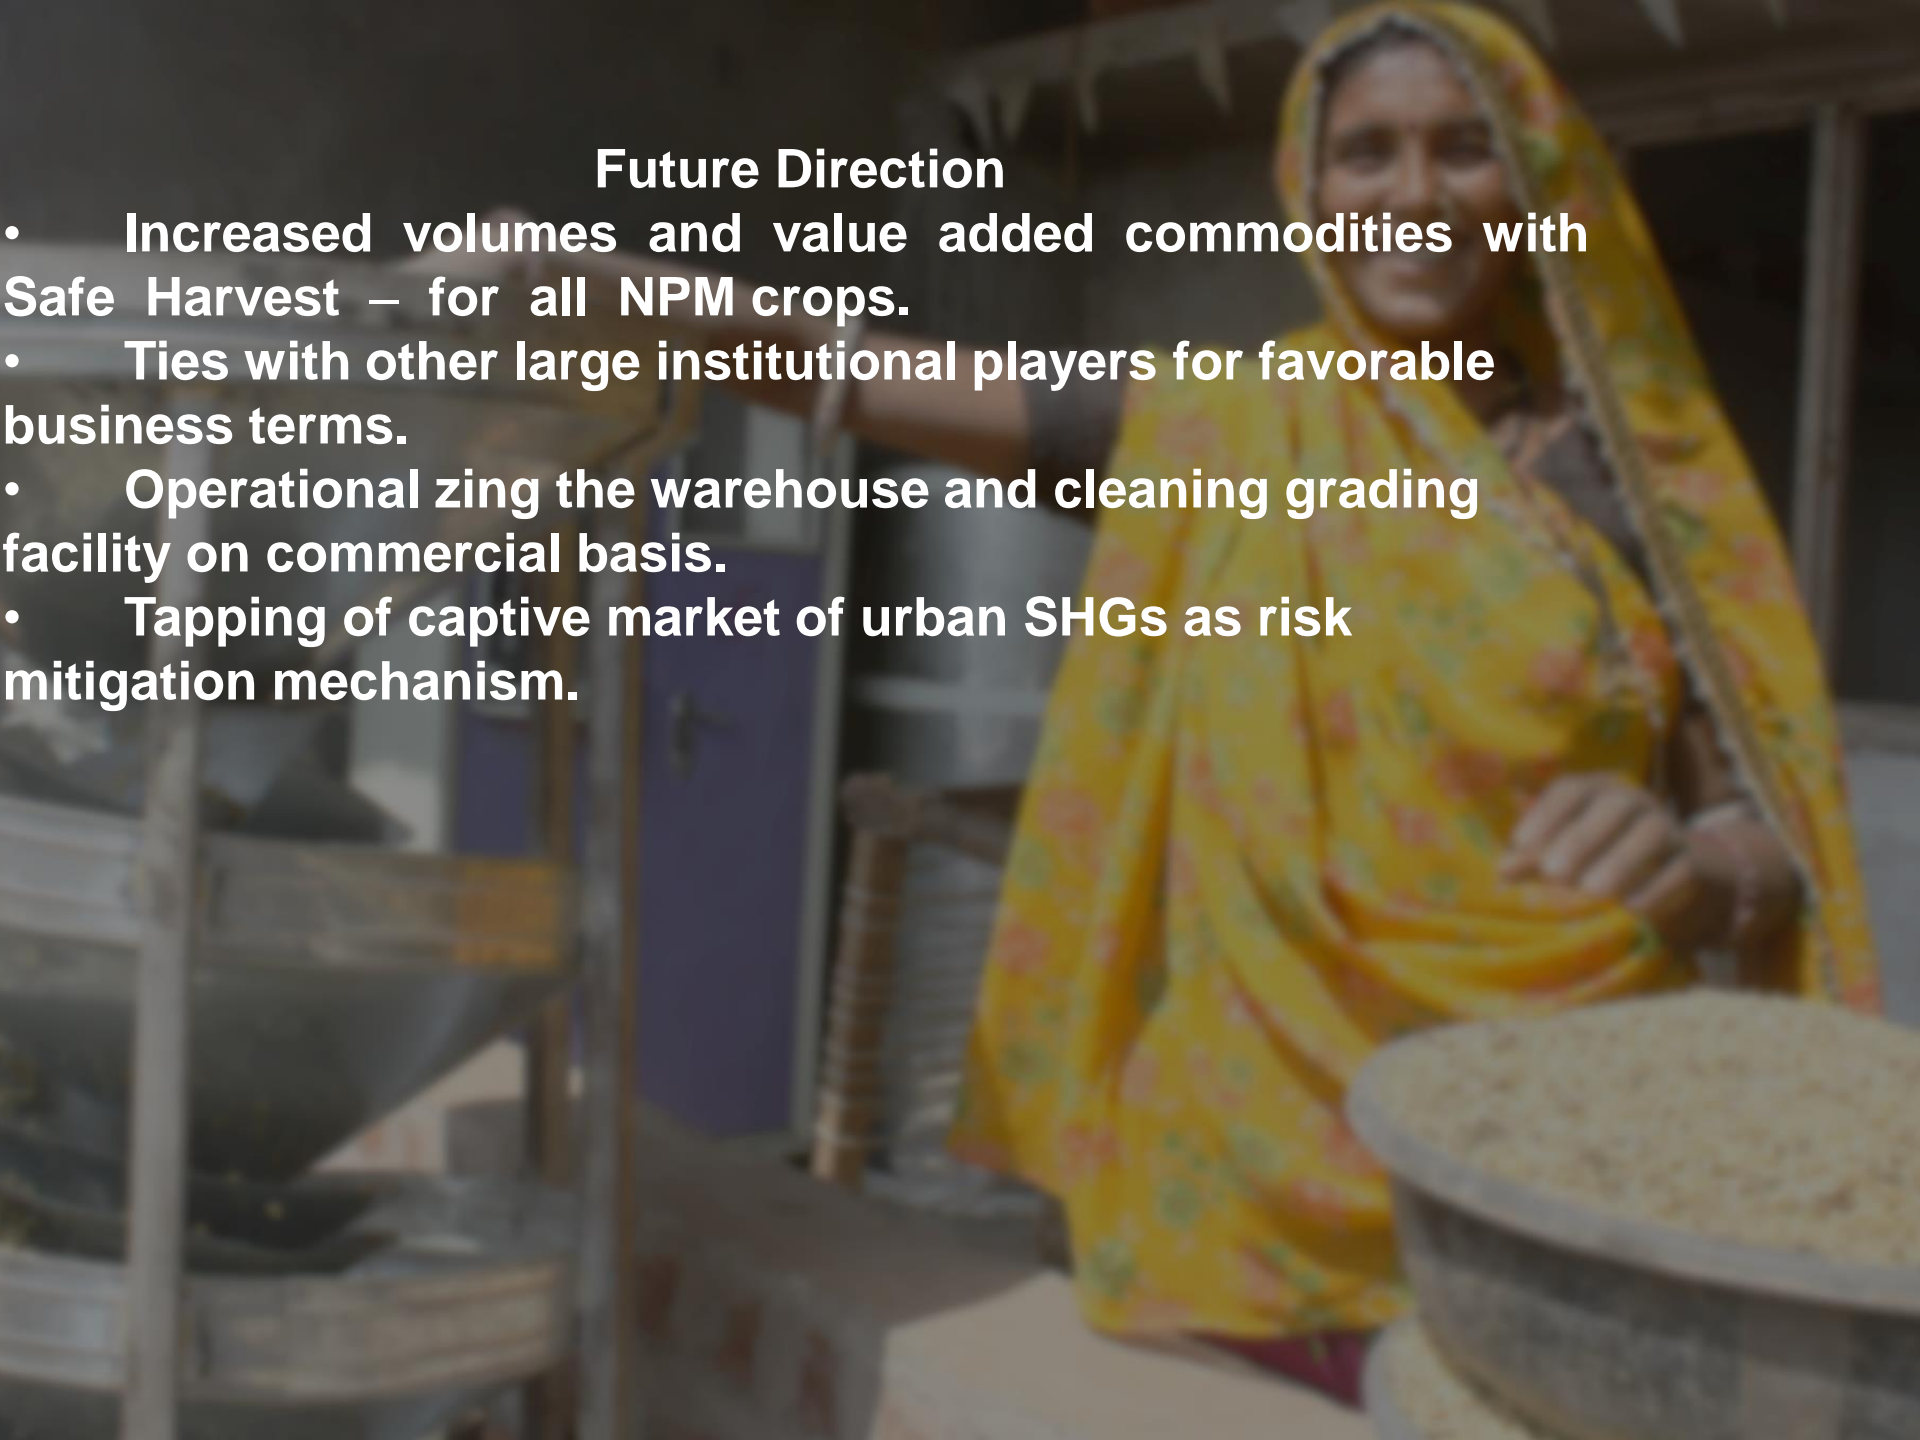 Future Direction
• Increased volumes and value added commodities with
Safe Harvest – for all NPM crops.
• Ties with other large institutional players for favorable
business terms.
• Operational zing the warehouse and cleaning grading
facility on commercial basis.
• Tapping of captive market of urban SHGs as risk
mitigation mechanism.